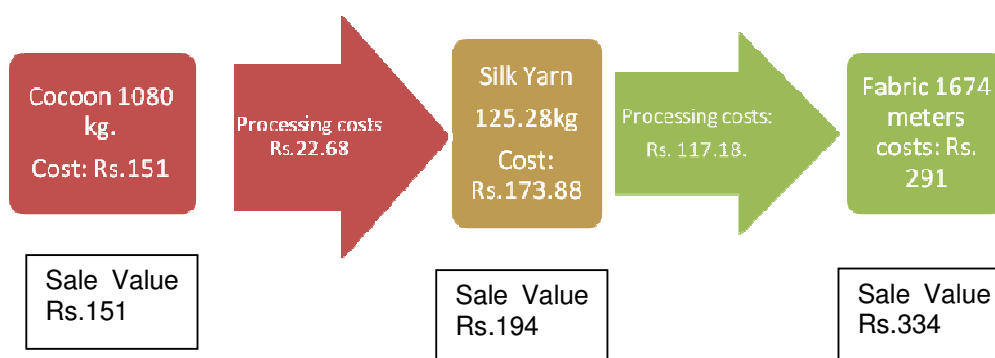 Cocoon 1080
kg.
Cost: Rs.151
Processing costs
Rs.22.68
Silk Yarn
125.28kg
Cost:
Rs.173.88
Processing costs:
Rs. 117.18.
Fabric 1674
meters
costs: Rs.
291
Sale Value
Rs.151
Sale Value
Rs.194
Sale Value
Rs.334